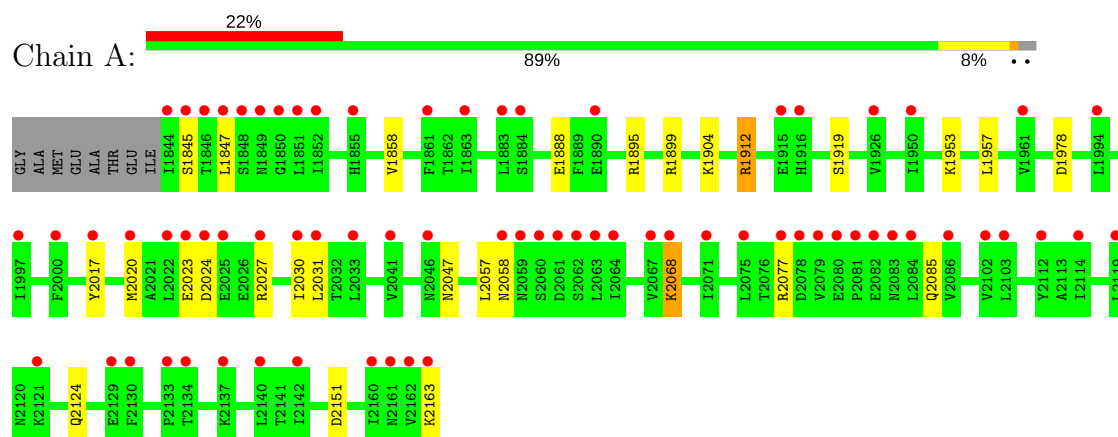 22%
Chain A:
89%
8%
GLY ALA MET GLU ALA THR GLU ILE I1844 S1845 T1846 L1847 S1848 N1849 G1850 L1851 I1852 H1855 V1858 F1861 T1862 I1863 L1883 S1884 E1888 F1889 E1890 R1895 R1899 K1904 R1912 E1915 H1916 S1919 V1926 I1950 K1953 L1957 V1961 D1978 L1994
I1997 F2000 Y2017 M2020 A2021 L2022 E2023 D2024 E2025 E2026 R2027 I2030 L2031 T2032 L2033 V2041 N2046 N2047 L2057 N2058 N2059 S2060 D2061 S2062 L2063 I2064 V2067 K2068 I2071 L2075 T2076 R2077 D2078 V2079 E2080 P2081 E2082 N2083 L2084 Q2085 V2086 V2102 L2103 Y2112 A2113 I2114
N2120 K2121 Q2124 E2129 F2130 P2133 T2134 K2137 L2140 T2141 I2142 D2151 I2160 N2161 V2162 K2163